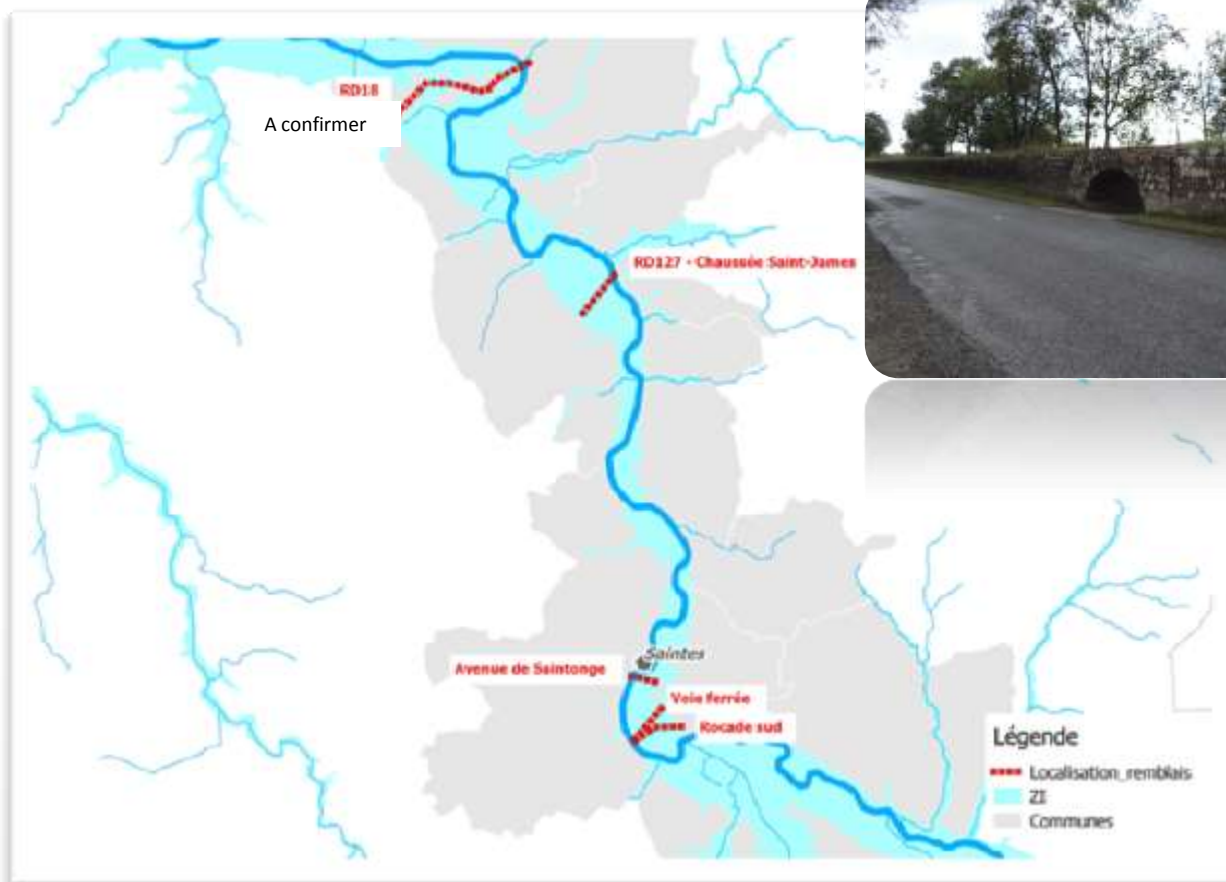 RD18
A confirmer
RD127 - Chaussée Saint-James
Saintes
Avenue de Saintonge
Voie ferrée
Rocade sud
Légende
Localisation_remblais
ZI
Communes